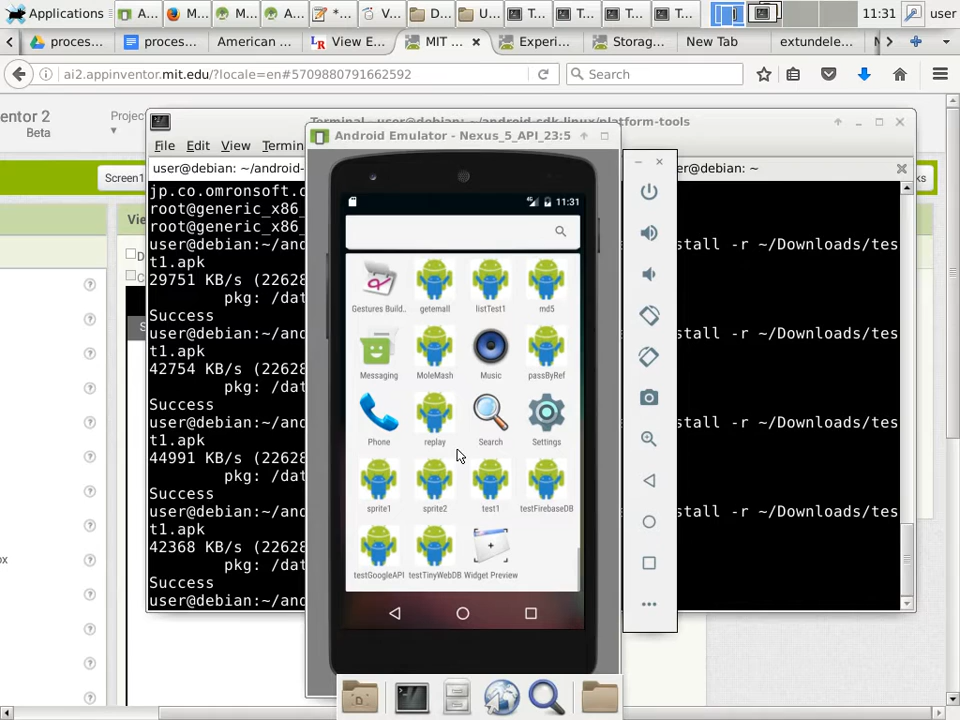 Applications
A...
M...
M...
A...
*...
V...
D...
U...
T...
T...
T...
T...
11:31
user
proces...
proces...
American ...
View E...
MIT ...
Experi...
Storag...
New Tab
extundele...
ai2.appinventor.mit.edu/?locale=en#5709880791662592
Search
entor 2
Beta
Projec
Terminal - user@debian: ~/android-sdk-linux/platform-tools
File Edit View Termin
Android Emulator - Nexus_5_API_23:5
user@debian: ~/android-
ser@debian: ~
Screen1
ks
Vie
jp.co.omronsoft.o
root@generic_x86_
root@generic_x86_
user@debian:~/and
stall -r ~/Downloads/tes
t1.apk
29751 KB/s (22628
pkg: /dat
Success
user@debian:~/and
stall -r ~/Downloads/tes
t1.apk
42754 KB/s (22628
pkg: /dat
Success
user@debian:~/and
stall -r ~/Downloads/tes
t1.apk
44991 KB/s (22628
pkg: /dat
Success
user@debian:~/and
stall -r ~/Downloads/tes
t1.apk
42368 KB/s (22628
pkg: /dat
Success
user@debian:~/and
11:31
Gestures Build.. getemall listTest1 md5
Messaging MoleMash Music passByRef
Phone replay Search Settings
sprite1 sprite2 test1 testFirebaseDB
testGoogleAPI testTinyWebDB Widget Preview
ox